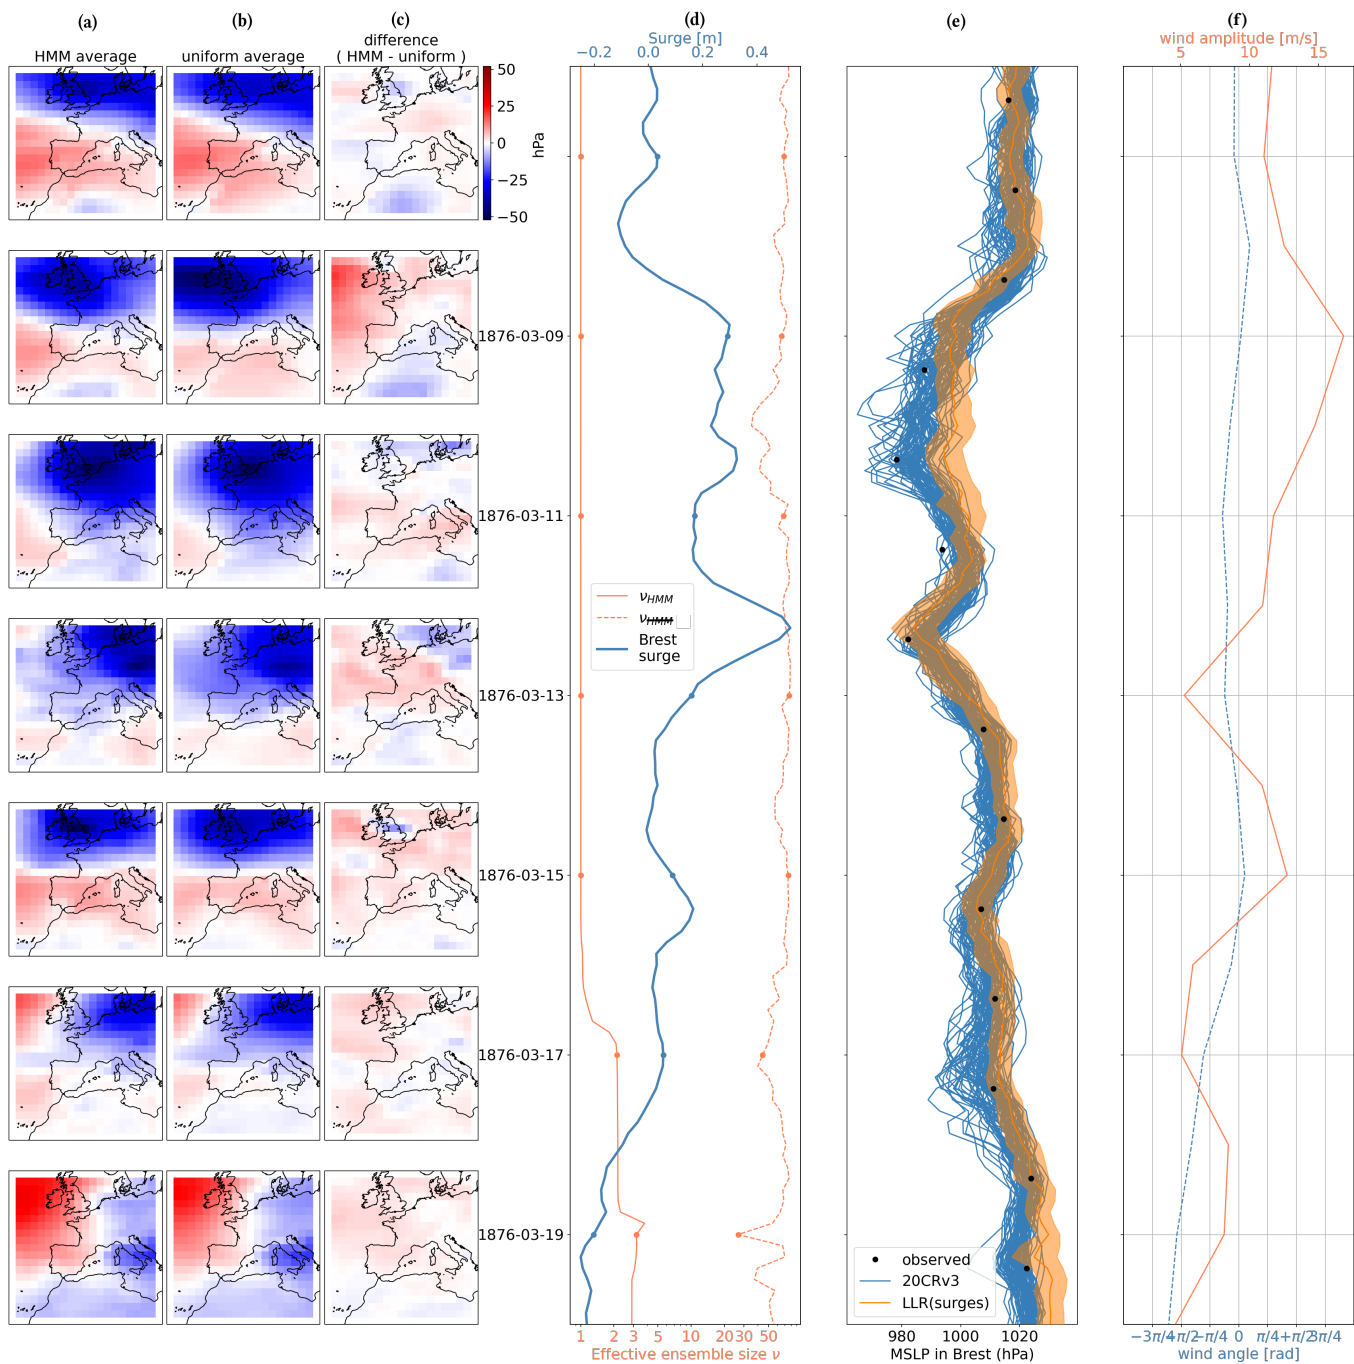 (a)
(b)
(c)
(d)
(e)
(f)
HMM average
uniform average
difference
( HMM - uniform )
50
25
0
−25
−50
hPa
Surge [m]
−0.2
0.0
0.2
0.4
wind amplitude [m/s]
5
10
15
1876-03-09
1876-03-11
1876-03-13
1876-03-15
1876-03-17
1876-03-19
νHMM
νHMM
Brest
surge
observed
20CRv3
LLR(surges)
1
2
3
5
10
20
30
50
Effective ensemble size ν
980
1000
1020
MSLP in Brest (hPa)
−3π/4
−π/2
−π/4
0
π/4
+π/2
3π/4
wind angle [rad]